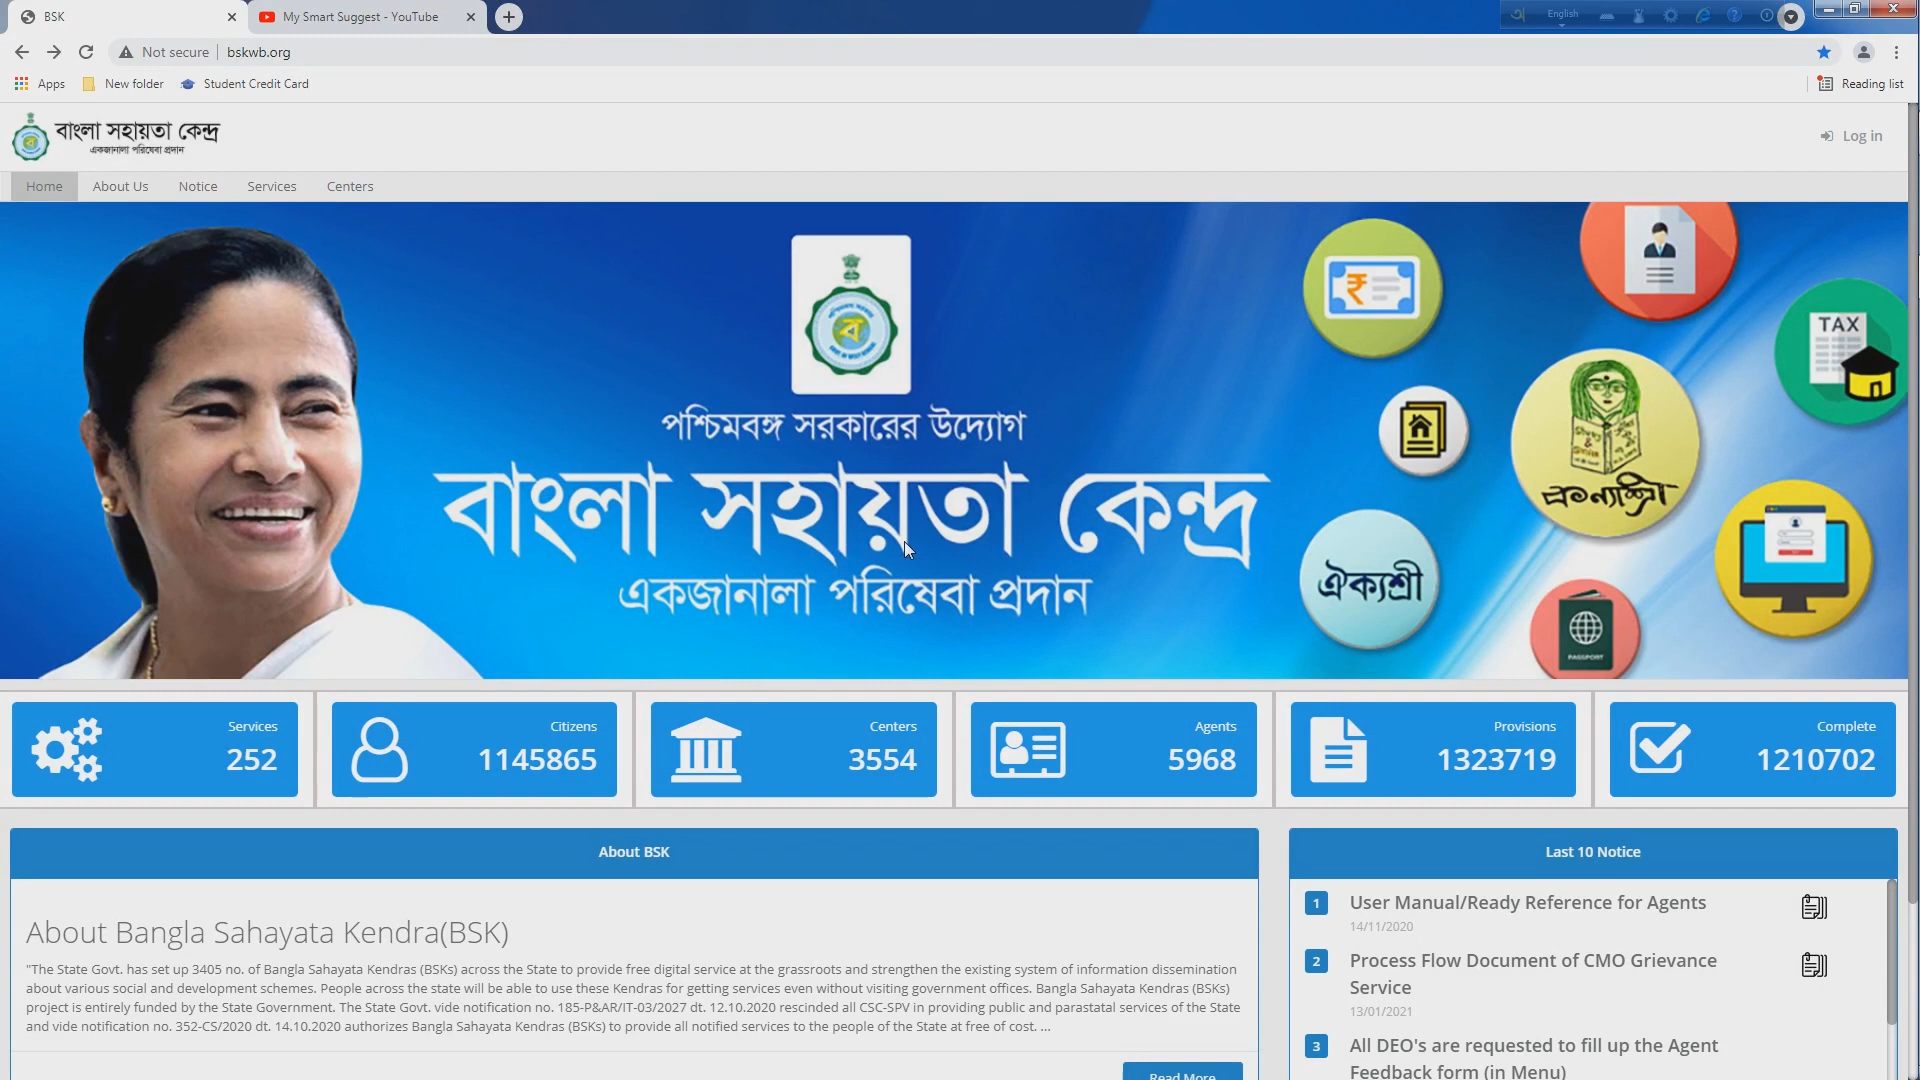 BSK
My Smart Suggest - YouTube
English
Not secure
bskwb.org
Apps
New folder
Student Credit Card
Reading list
বাংলা সহায়তা কেন্দ্র
একজানালা পরিষেবা প্রদান
Log in
Home
About Us
Notice
Services
Centers
পশ্চিমবঙ্গ সরকারের উদ্যোগ
বাংলা সহায়তা কেন্দ্র
একজানালা পরিষেবা প্রদান
TAX
কন্যাশ্রী
ঐক্যশ্রী
PASSPORT
Services
252
Citizens
1145865
Centers
3554
Agents
5968
Provisions
1323719
Complete
1210702
About BSK
About Bangla Sahayata Kendra(BSK)
"The State Govt. has set up 3405 no. of Bangla Sahayata Kendras (BSKs) across the State to provide free digital service at the grassroots and strengthen the existing system of information dissemination
about various social and development schemes. People across the state will be able to use these Kendras for getting services even without visiting government offices. Bangla Sahayata Kendras (BSKs)
project is entirely funded by the State Government. The State Govt. vide notification no. 185-P&AR/IT-03/2027 dt. 12.10.2020 rescinded all CSC-SPV in providing public and parastatal services of the State
and vide notification no. 352-CS/2020 dt. 14.10.2020 authorizes Bangla Sahayata Kendras (BSKs) to provide all notified services to the people of the State at free of cost. ...
Read More
Last 10 Notice
1
User Manual/Ready Reference for Agents
14/11/2020
2
Process Flow Document of CMO Grievance
Service
13/01/2021
3
All DEO's are requested to fill up the Agent
Feedback form (in Menu)